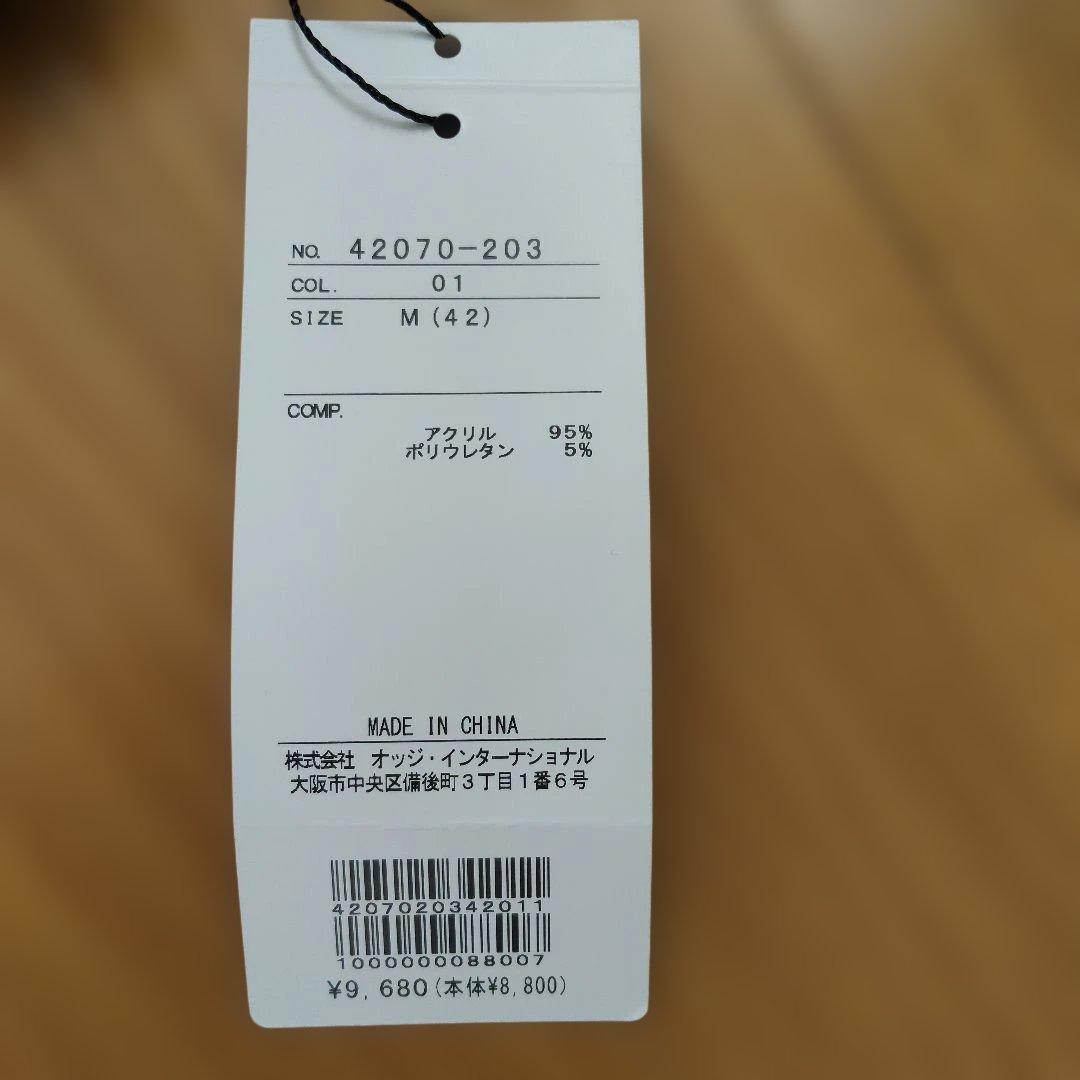 NO. 42070-203
COL. 01
SIZE M(42)
COMP.
アクリル 95%
ポリウレタン 5%
MADE IN CHINA
株式会社 オッジ・インターナショナル
大阪市中央区備後町3丁目1番6号
4207020342011
1000000088007
¥9,680(本体¥8,800)